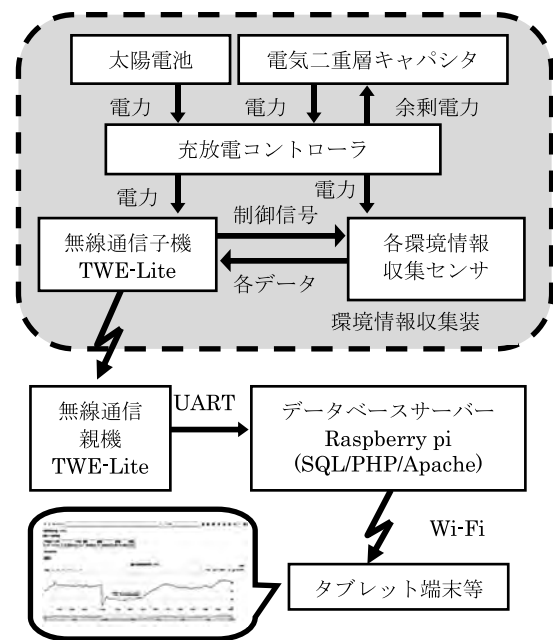 太陽電池
電気二重層キャパシタ
電力
電力
余剰電力
充放電コントローラ
電力
電力
制御信号
無線通信子機
TWE-Lite
各環境情報
収集センサ
各データ
環境情報収集装
無線通信
親機
TWE-Lite
UART
データベースサーバー
Raspberry pi
(SQL/PHP/Apache)
Wi-Fi
タブレット端末等